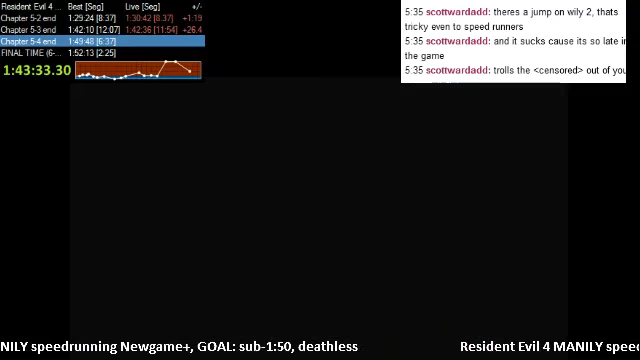 Resident Evil 4 ... Best [Seg] Live [Seg] +/-
Chapter 5-2 end 1:29:24 [8:37] 1:30:42 [8:37] +1:19
Chapter 5-3 end 1:42:10 [12:07] 1:42:36 [11:54] +26.4
Chapter 5-4 end 1:49:48 [6:37]
FINAL TIME (6-... 1:52:13 [2:25]
1:43:33.30
5:35 scottwardadd: theres a jump on wily 2, thats
tricky even to speed runners
5:35 scottwardadd: and it sucks cause its so late in
the game
5:35 scottwardadd: trolls the <censored> out of you
NILY speedrunning Newgame+, GOAL: sub-1:50, deathless
Resident Evil 4 MANILY speed